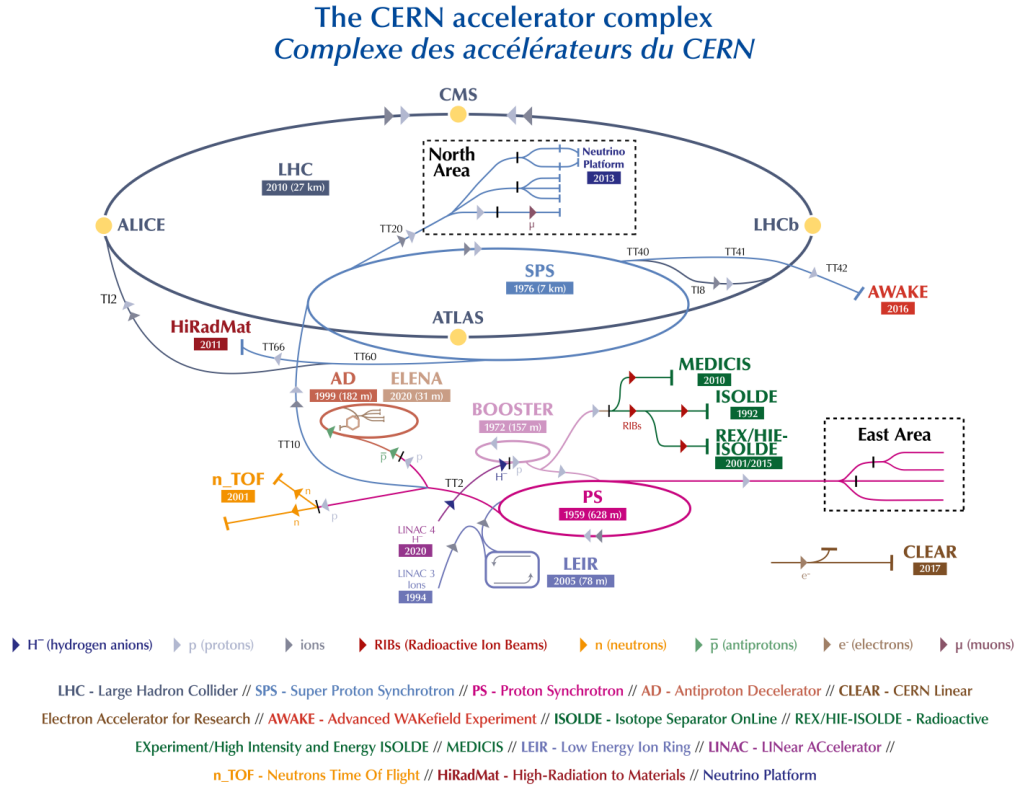 The CERN accelerator complex
Complexe des accélérateurs du CERN
CMS
North
Area
Neutrino
Platform
2013
LHC
2010 (27 km)
μ
ALICE
LHCb
TT20
TT40
TT41
TT42
SPS
1976 (7 km)
TI8
TI2
AWAKE
2016
ATLAS
HiRadMat
2011
TT66
TT60
AD
1999 (182 m)
ELENA
2020 (31 m)
MEDICIS
2010
ISOLDE
1992
BOOSTER
1972 (157 m)
RIBs
REX/HIE-
ISOLDE
2001/2015
East Area
TT10
p̅
p
H⁻
p
n_TOF
2001
n
n
p
TT2
PS
1959 (628 m)
LINAC 4
H⁻
2020
LINAC 3
Ions
1994
LEIR
2005 (78 m)
e⁻
CLEAR
2017
H⁻ (hydrogen anions)
p (protons)
ions
RIBs (Radioactive Ion Beams)
n (neutrons)
p̅ (antiprotons)
e⁻ (electrons)
μ (muons)
LHC - Large Hadron Collider // SPS - Super Proton Synchrotron // PS - Proton Synchrotron // AD - Antiproton Decelerator // CLEAR - CERN Linear
Electron Accelerator for Research // AWAKE - Advanced WAKefield Experiment // ISOLDE - Isotope Separator OnLine // REX/HIE-ISOLDE - Radioactive
EXperiment/High Intensity and Energy ISOLDE // MEDICIS // LEIR - Low Energy Ion Ring // LINAC - LINear ACcelerator //
n_TOF - Neutrons Time Of Flight // HiRadMat - High-Radiation to Materials // Neutrino Platform